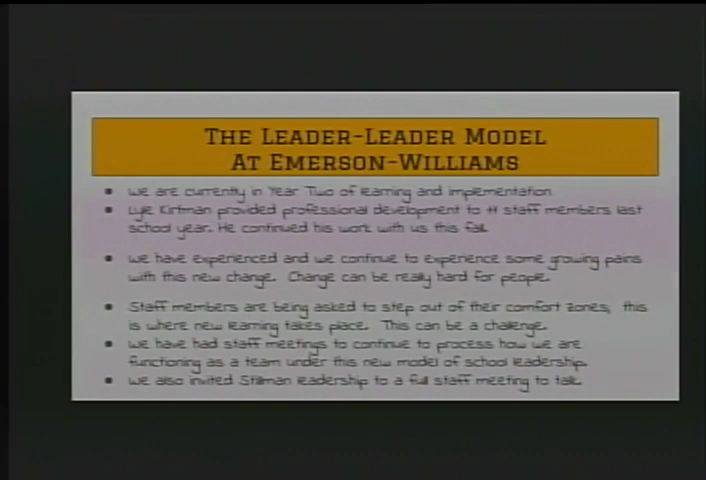 THE LEADER-LEADER MODEL
AT EMERSON-WILLIAMS
• We are currently in Year Two of learning and implementation.
• Lyle Kirtman provided professional development to 11 staff members last
school year. He continued his work with us this fall.
• We have experienced and we continue to experience some growing pains
with this new change. Change can be really hard for people.
• Staff members are being asked to step out of their comfort zones; this
is where new learning takes place. This can be a challenge.
• We have had staff meetings to continue to process how we are
functioning as a team under this new model of school leadership.
• We also invited Stillman leadership to a full staff meeting to talk.